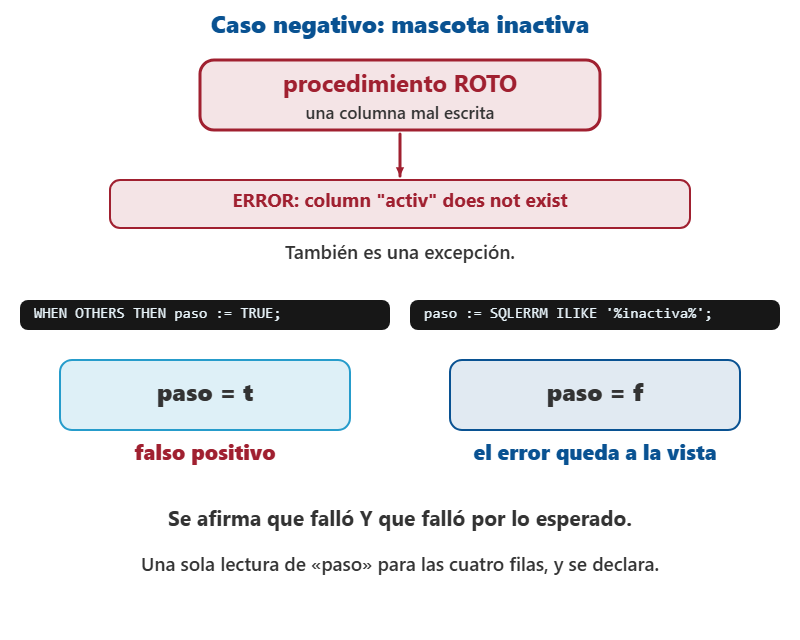 Caso negativo: mascota inactiva
procedimiento ROTO
una columna mal escrita
ERROR: column "activ" does not exist
También es una excepción.
WHEN OTHERS THEN paso := TRUE;
paso := SQLERRM ILIKE '%inactiva%';
paso = t
paso = f
falso positivo
el error queda a la vista
Se afirma que falló Y que falló por lo esperado.
Una sola lectura de «paso» para las cuatro filas, y se declara.